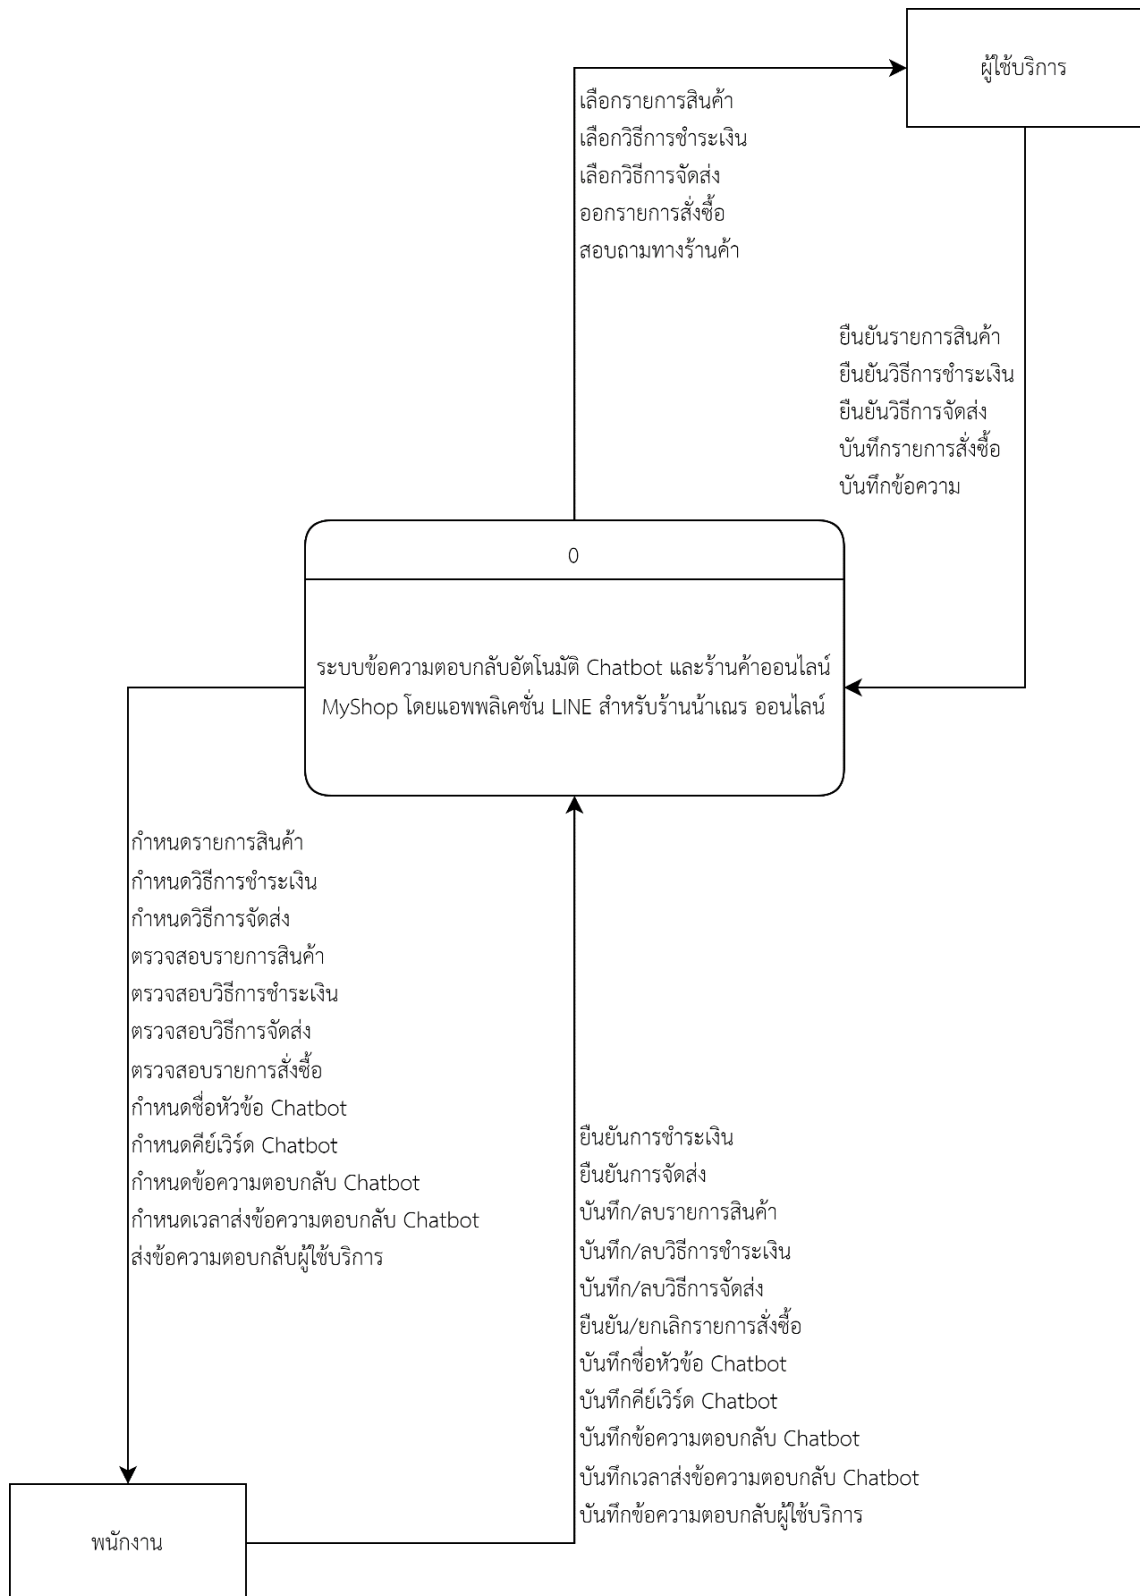 ผู้ใช้บริการ
เลือกรายการสินค้า
เลือกวิธีการชำระเงิน
เลือกวิธีการจัดส่ง
ออกรายการสั่งซื้อ
สอบถามทางร้านค้า
ยืนยันรายการสินค้า
ยืนยันวิธีการชำระเงิน
ยืนยันวิธีการจัดส่ง
บันทึกรายการสั่งซื้อ
บันทึกข้อความ
0
ระบบข้อความตอบกลับอัตโนมัติ Chatbot และร้านค้าออนไลน์
MyShop โดยแอพพลิเคชั่น LINE สำหรับร้านน้าเณร ออนไลน์
กำหนดรายการสินค้า
กำหนดวิธีการชำระเงิน
กำหนดวิธีการจัดส่ง
ตรวจสอบรายการสินค้า
ตรวจสอบวิธีการชำระเงิน
ตรวจสอบวิธีการจัดส่ง
ตรวจสอบรายการสั่งซื้อ
กำหนดชื่อหัวข้อ Chatbot
กำหนดคีย์เวิร์ด Chatbot
กำหนดข้อความตอบกลับ Chatbot
กำหนดเวลาส่งข้อความตอบกลับ Chatbot
ส่งข้อความตอบกลับผู้ใช้บริการ
ยืนยันการชำระเงิน
ยืนยันการจัดส่ง
บันทึก/ลบรายการสินค้า
บันทึก/ลบวิธีการชำระเงิน
บันทึก/ลบวิธีการจัดส่ง
ยืนยัน/ยกเลิกรายการสั่งซื้อ
บันทึกชื่อหัวข้อ Chatbot
บันทึกคีย์เวิร์ด Chatbot
บันทึกข้อความตอบกลับ Chatbot
บันทึกเวลาส่งข้อความตอบกลับ Chatbot
บันทึกข้อความตอบกลับผู้ใช้บริการ
พนักงาน